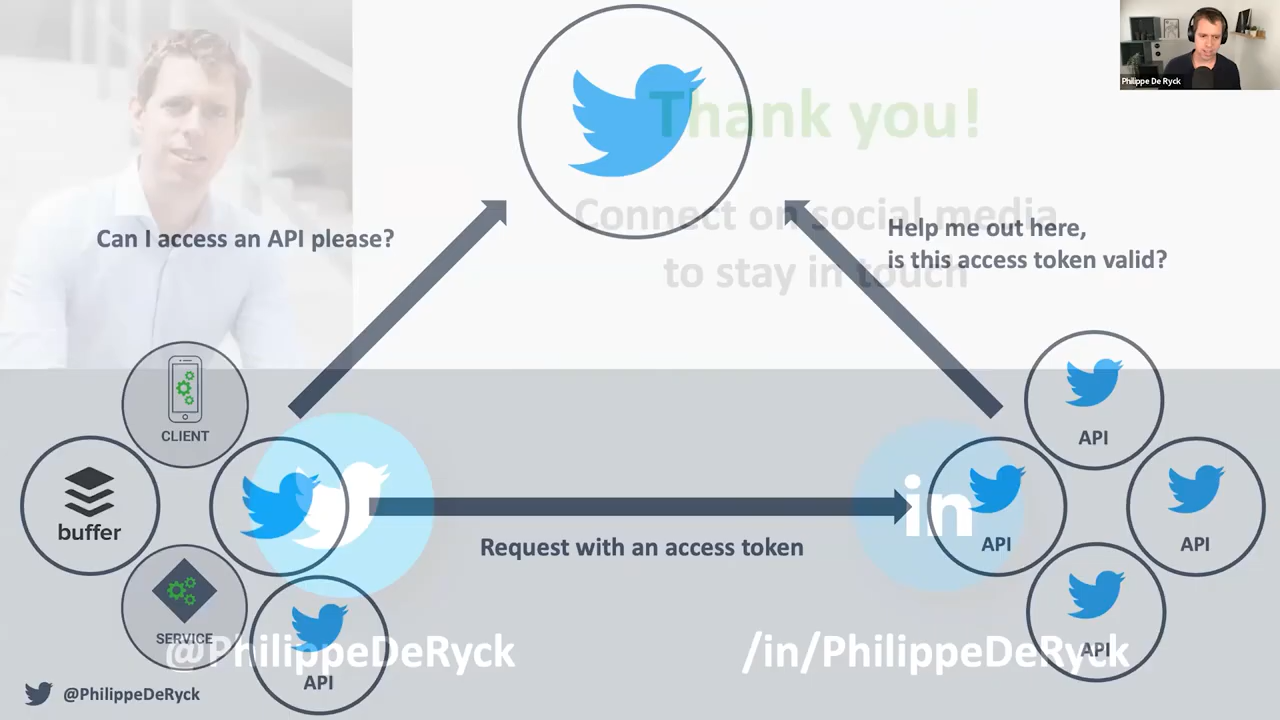 Philippe De Ryck
Thank you!
Connect on social media
to stay in touch
Can I access an API please?
Help me out here,
is this access token valid?
CLIENT
buffer
SERVICE
API
Request with an access token
in
API
API
API
API
@PhilippeDeRyck
/in/PhilippeDeRyck
@PhilippeDeRyck